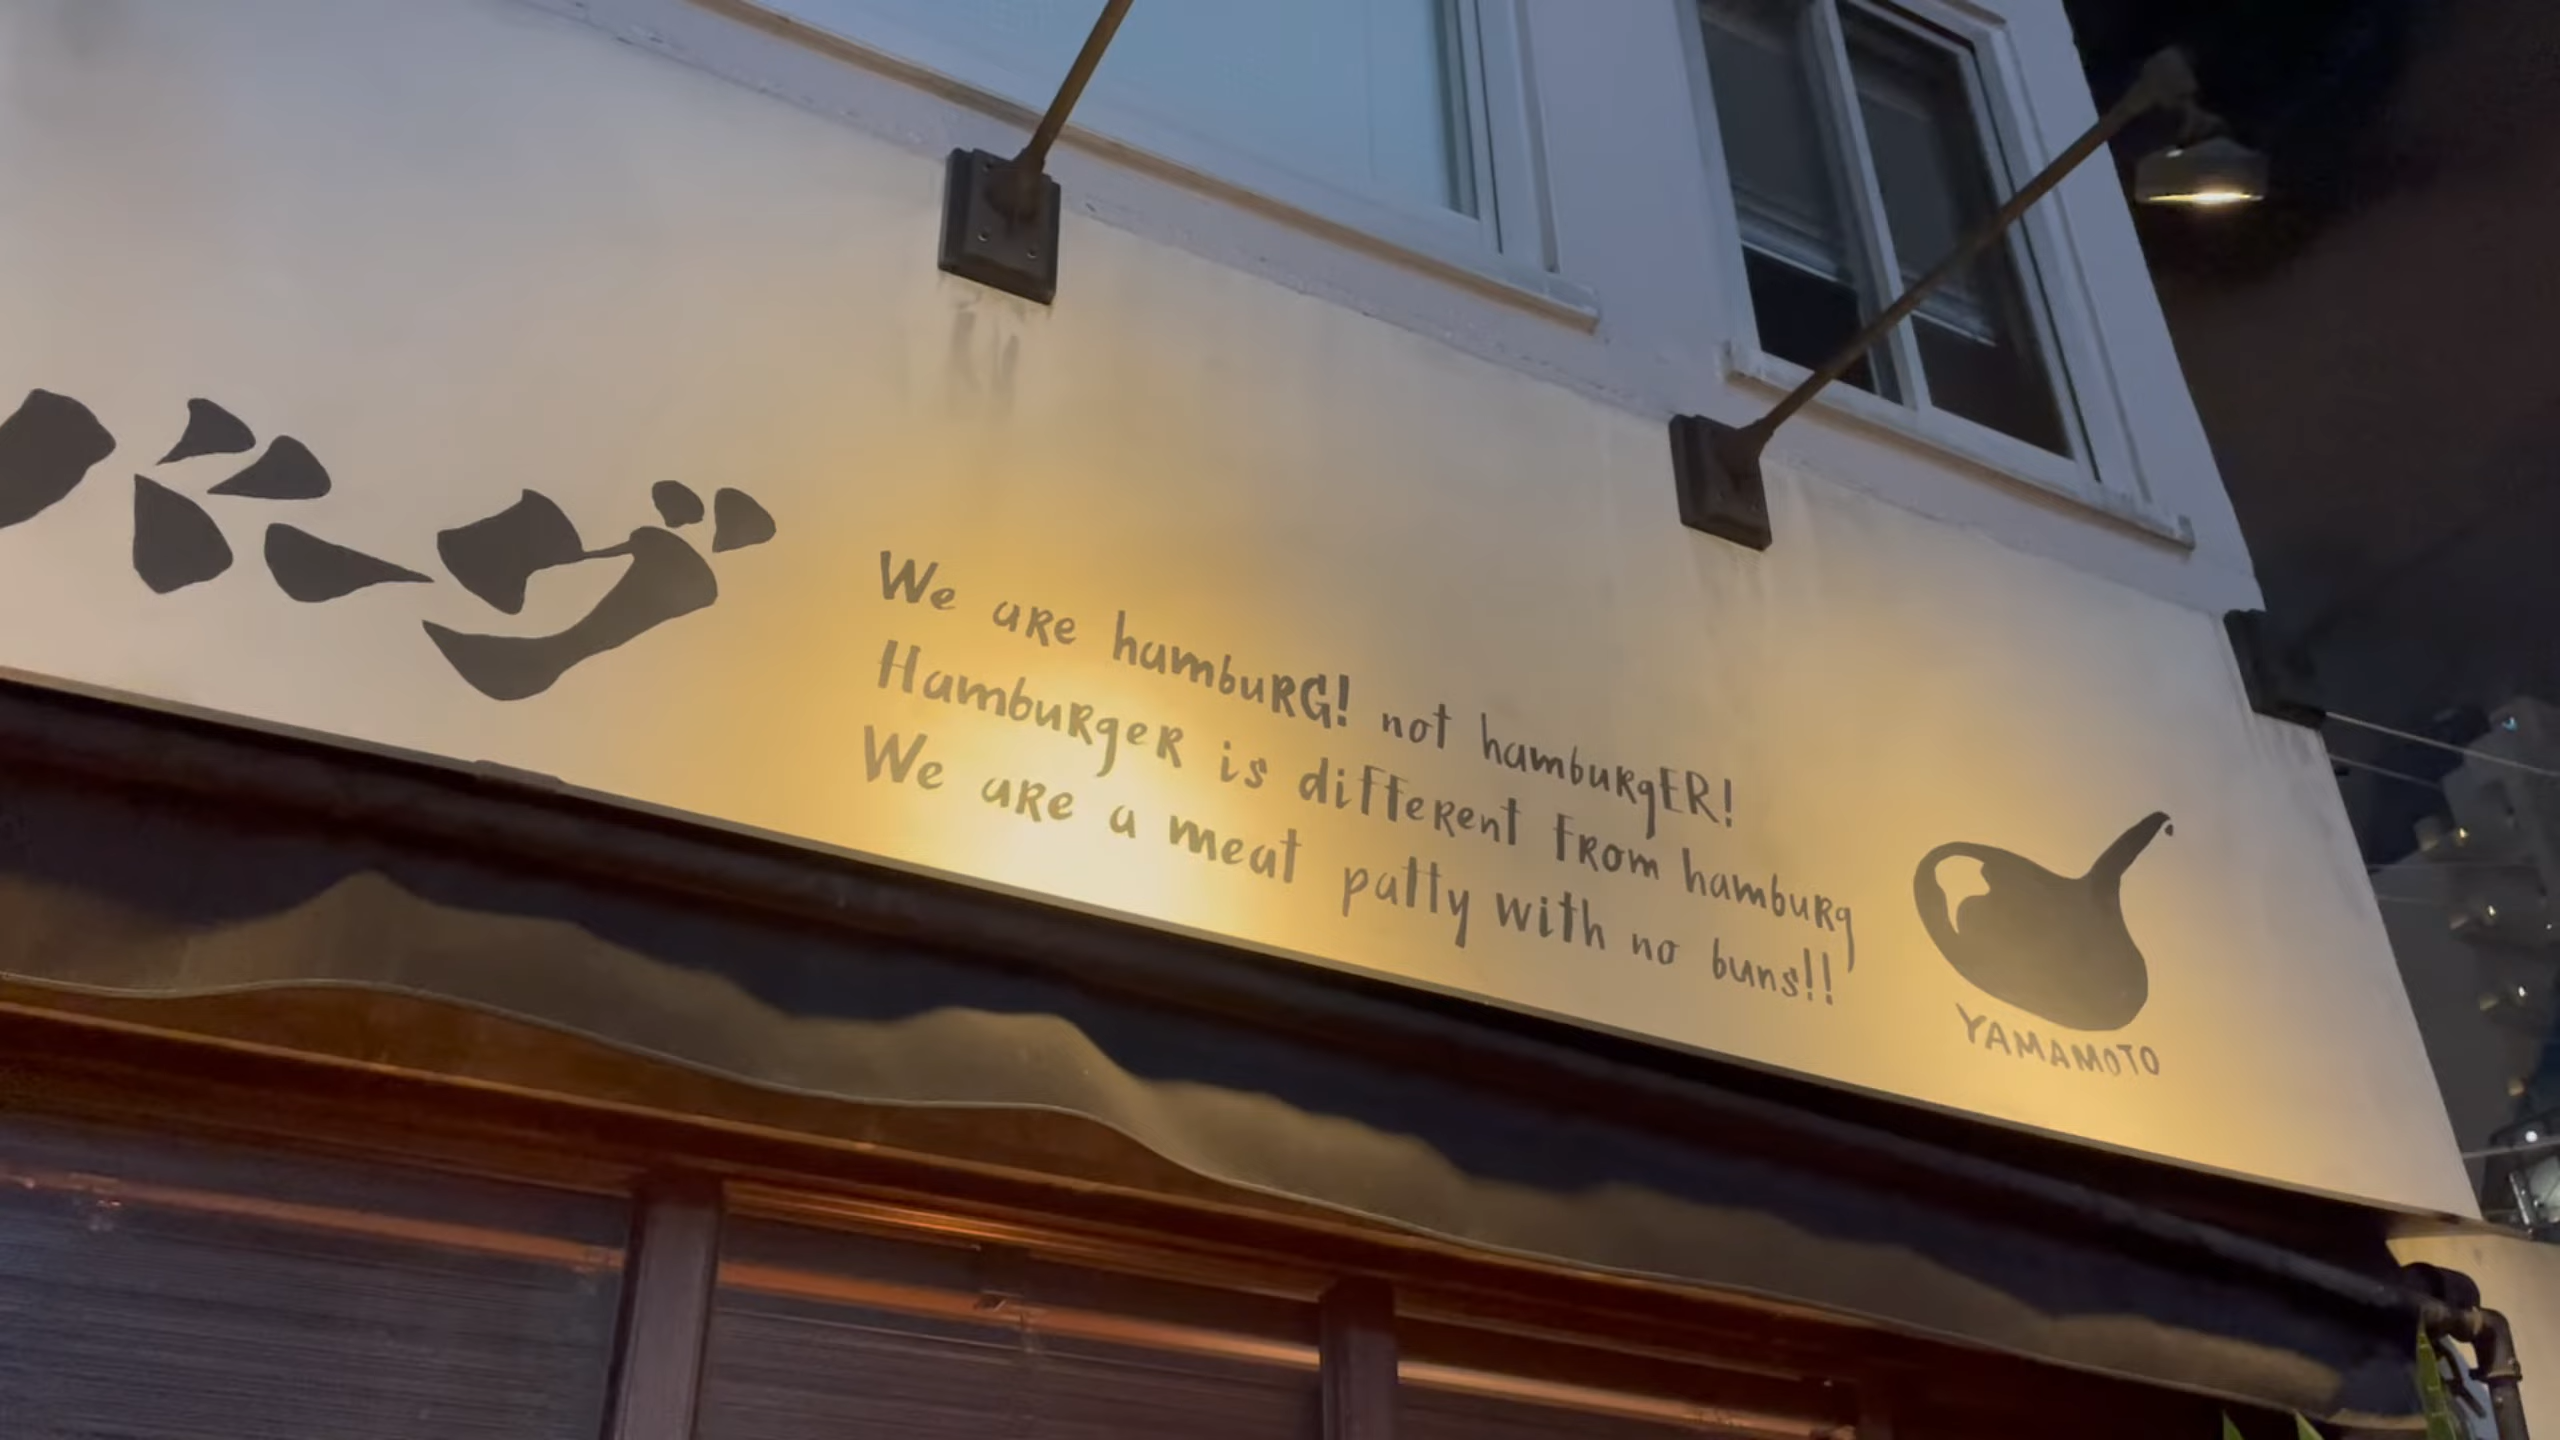 バーグ
We are hambuRG! not hamburgER!
Hamburger is different from hamburg
We are a meat patty with no buns!!
YAMAMOTO